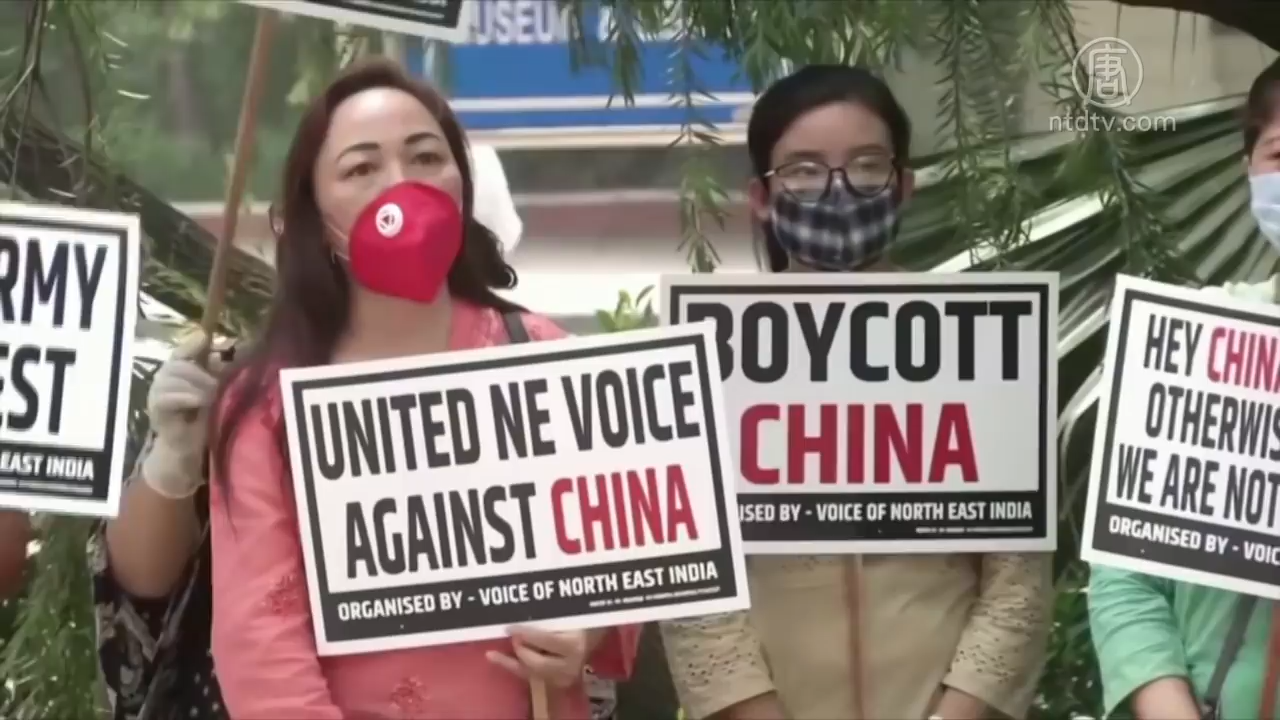 USEUM
唐
ntdtv.com
RMY
EST
EAST INDIA
UNITED NE VOICE
AGAINST CHINA
ORGANISED BY - VOICE OF NORTH EAST INDIA
BOYCOTT
CHINA
ISED BY - VOICE OF NORTH EAST INDIA
HEY CHINA
OTHERWIS
WE ARE NOT
ORGANISED BY - VOIC